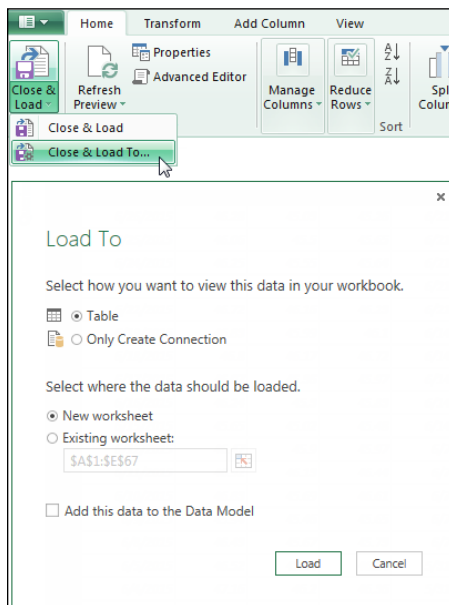 Home Transform Add Column View
Close & Load
Refresh Preview
Properties
Advanced Editor
Manage Columns
Reduce Rows
A Z
Z A
Sort
Close & Load
Close & Load To...
×
Load To
Select how you want to view this data in your workbook.
Table
Only Create Connection
Select where the data should be loaded.
New worksheet
Existing worksheet:
$A$1:$E$67
Add this data to the Data Model
Load Cancel